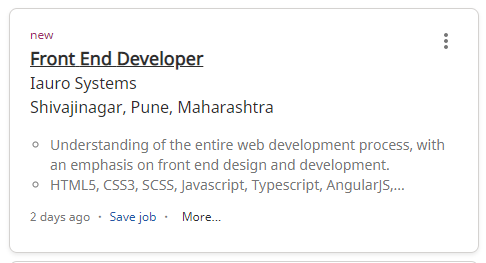 new
Front End Developer
Iauro Systems
Shivajinagar, Pune, Maharashtra
Understanding of the entire web development process, with
an emphasis on front end design and development.
HTML5, CSS3, SCSS, Javascript, Typescript, AngularJS,...
2 days ago · Save job · More...